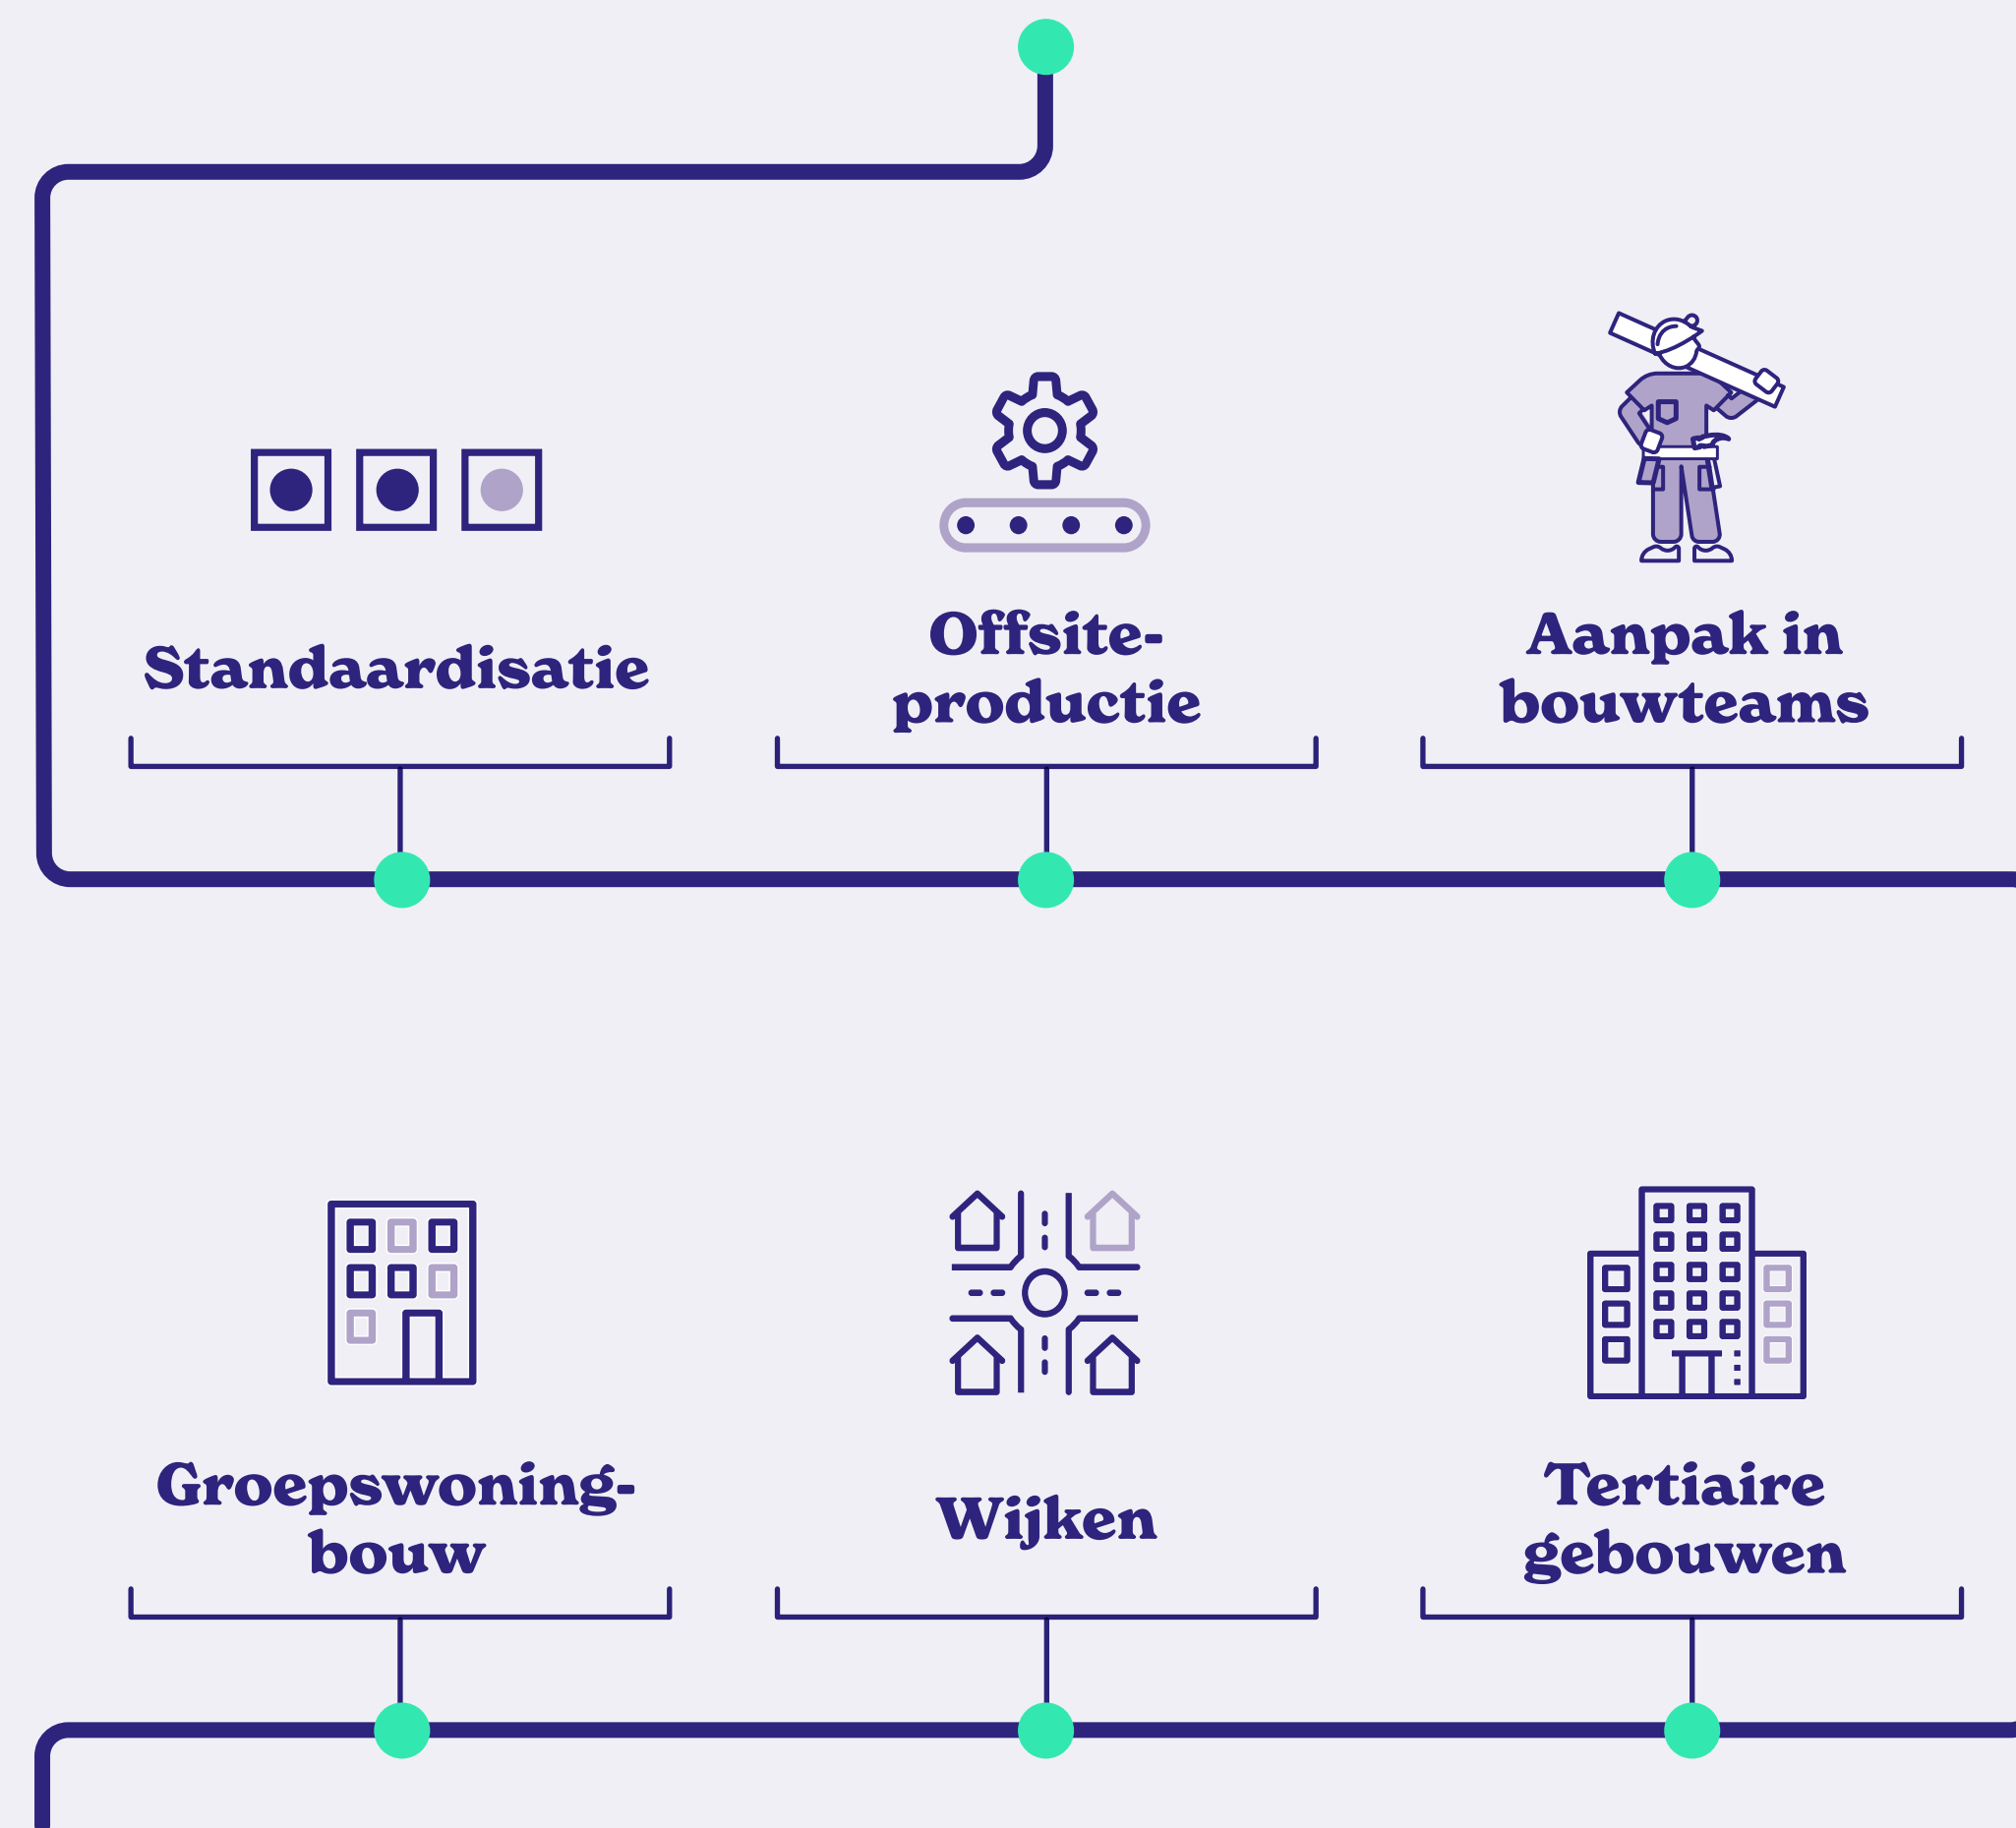 Standaardisatie
Offsite-
productie
Aanpak in
bouwteams
Groepswoning-
bouw
Wijken
Tertiaire
gebouwen